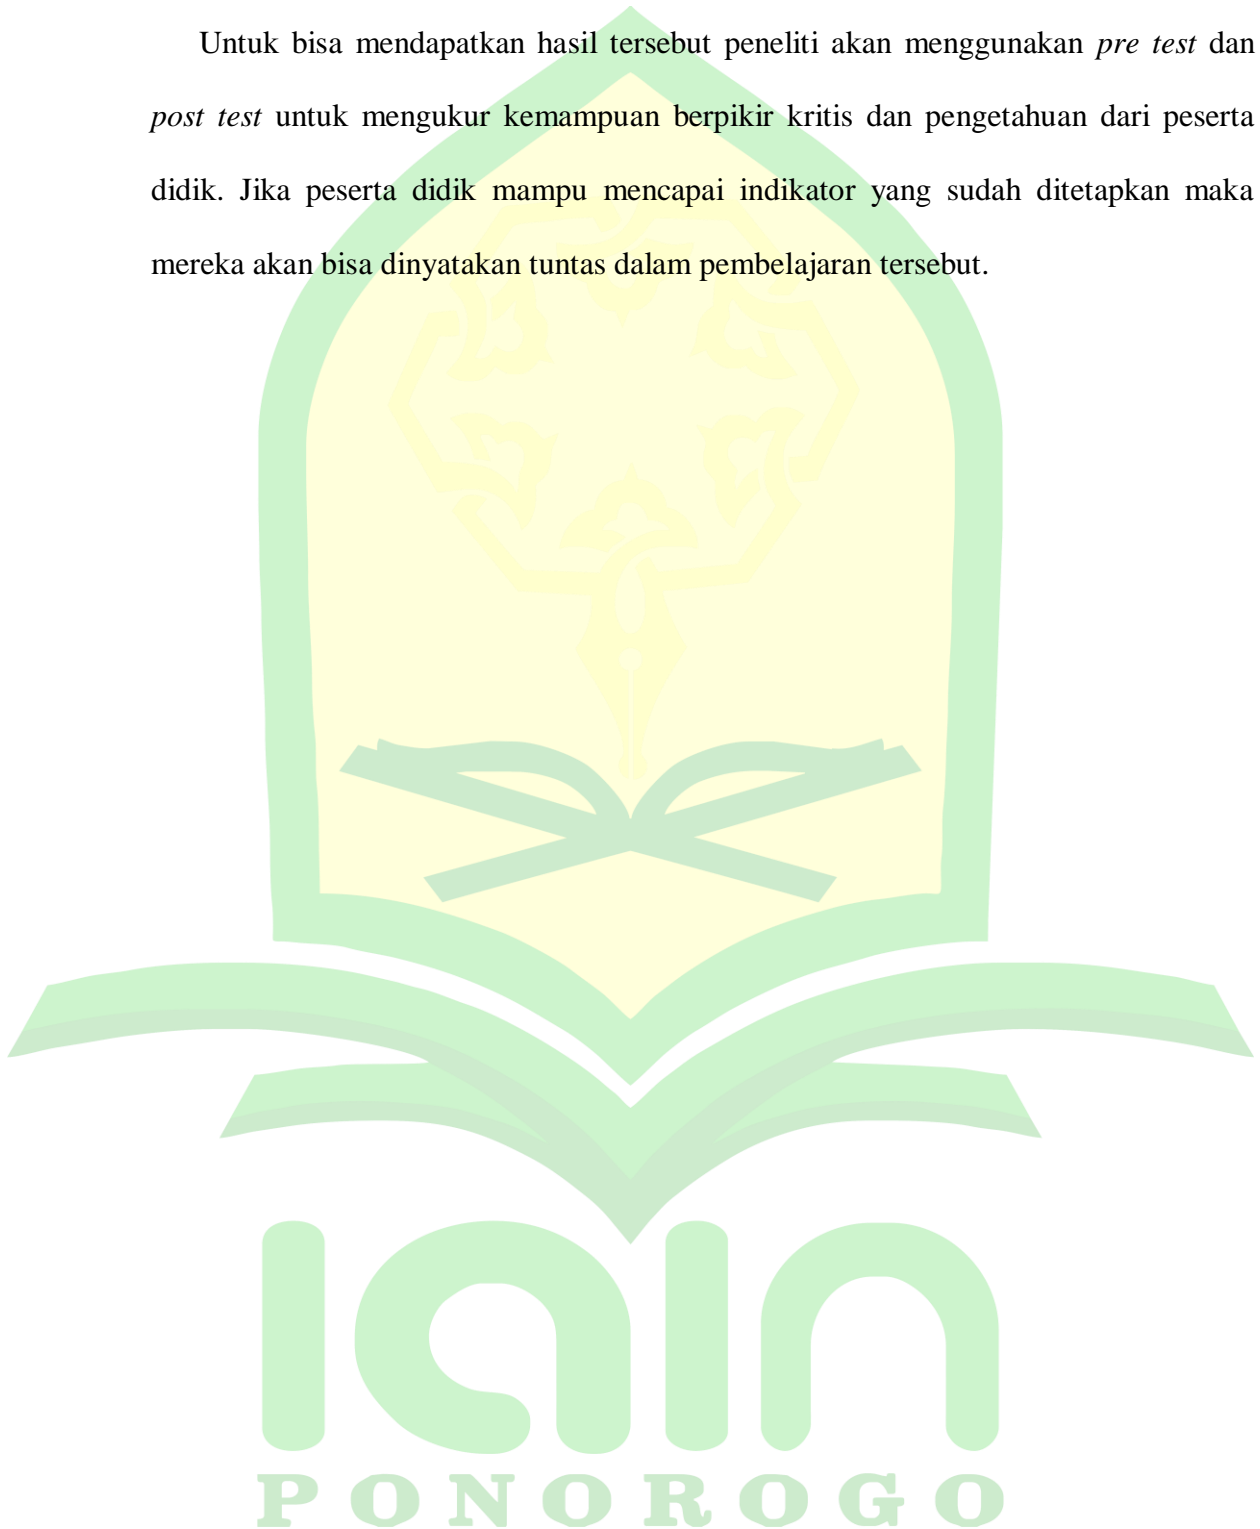 Untuk bisa mendapatkan hasil tersebut peneliti akan menggunakan pre test dan
post test untuk mengukur kemampuan berpikir kritis dan pengetahuan dari peserta
didik. Jika peserta didik mampu mencapai indikator yang sudah ditetapkan maka
mereka akan bisa dinyatakan tuntas dalam pembelajaran tersebut.
iain
PONOROGO